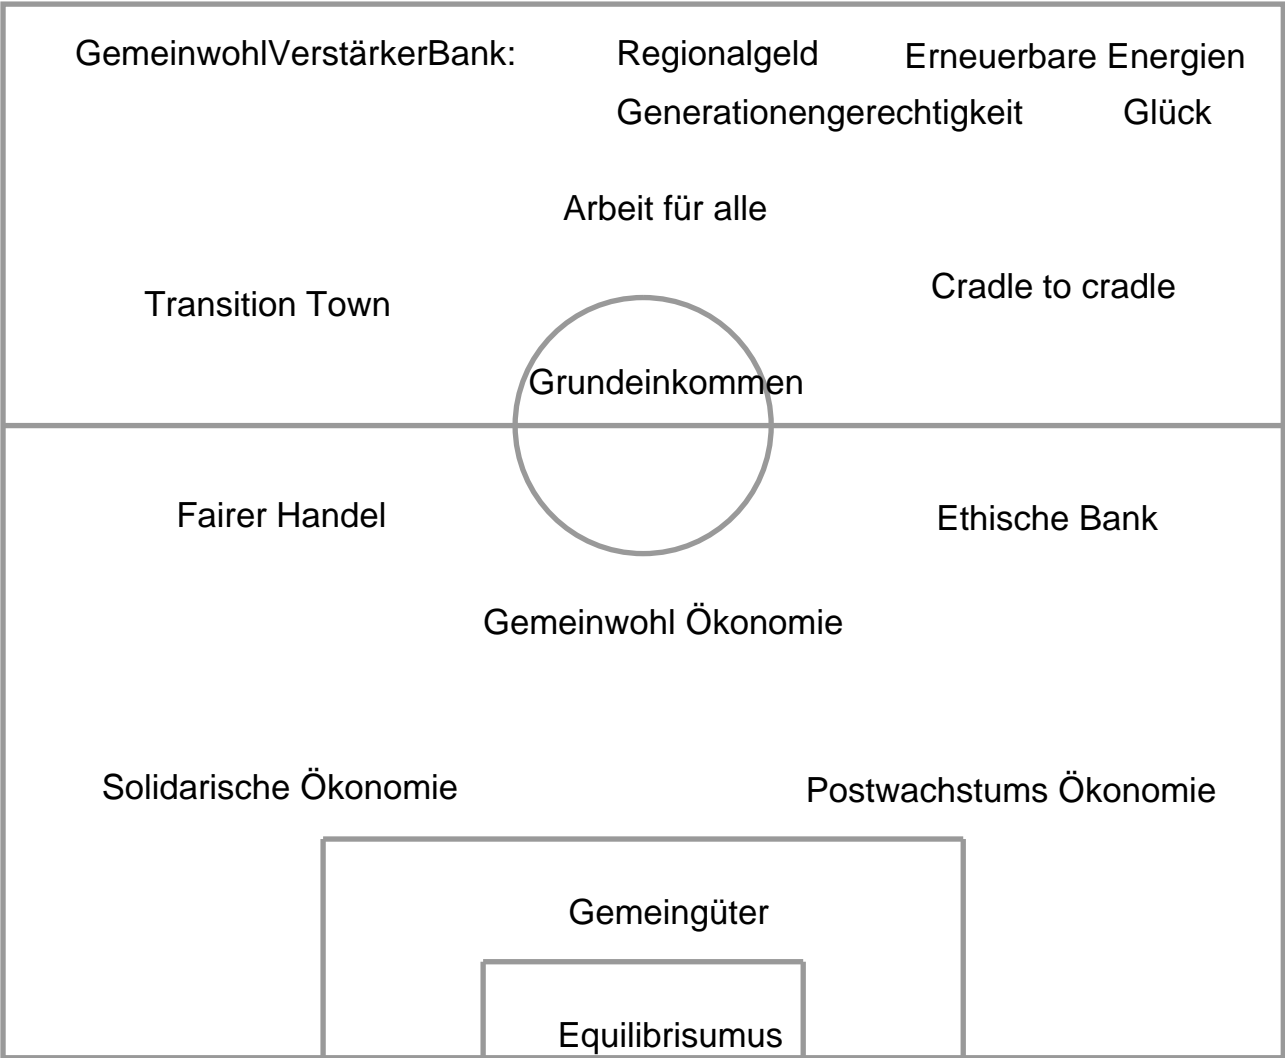 GemeinwohlVerstärkerBank: Regionalgeld Erneuerbare Energien
Generationengerechtigkeit Glück
Arbeit für alle
Transition Town Cradle to cradle
Grundeinkommen
Fairer Handel Ethische Bank
Gemeinwohl Ökonomie
Solidarische Ökonomie Postwachstums Ökonomie
Gemeingüter
Equilibrisumus